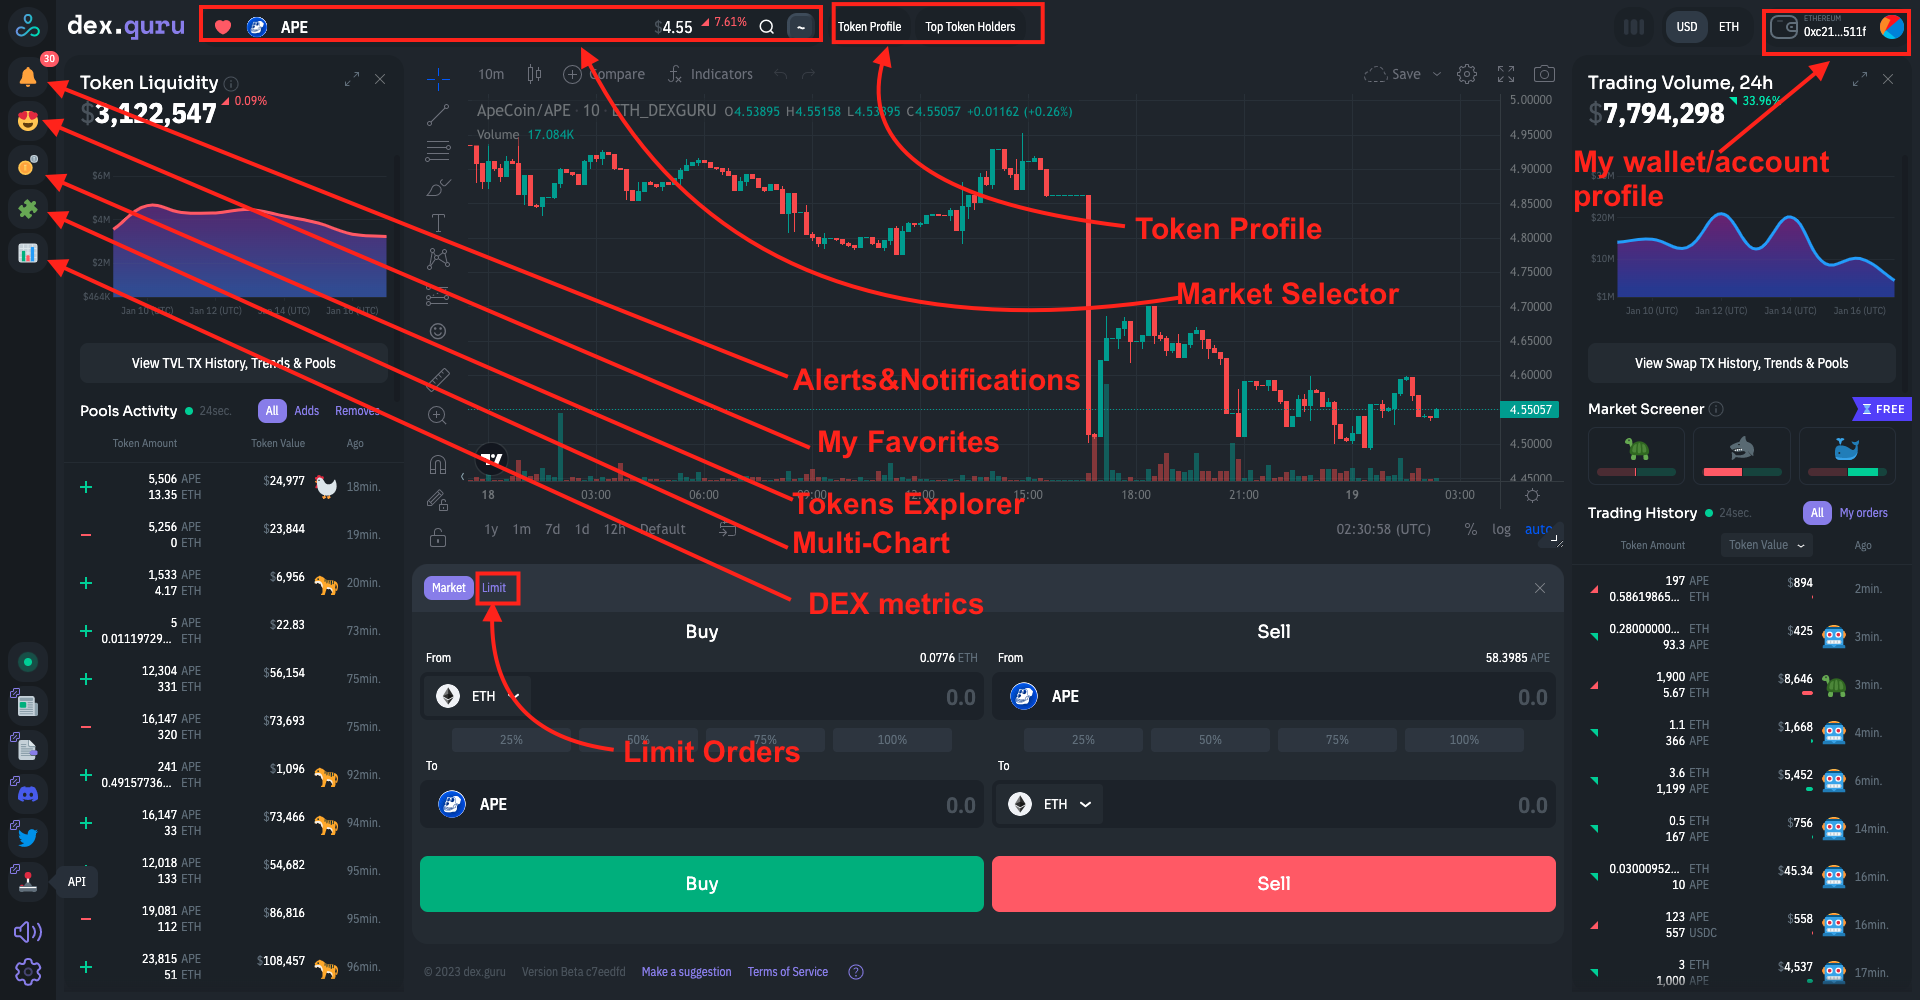 dex.guru
APE
$4.55
7.61%
~
Token Profile
Top Token Holders
USD
ETH
ETHEREUM
0xc21...511f
30
Token Liquidity
$3,122,547
0.09%
$6M
$4M
$2M
$464K
Jan 10 (UTC)
Jan 12 (UTC)
Jan 14 (UTC)
Jan 16 (UTC)
View TVL TX History, Trends & Pools
Pools Activity
24sec.
All
Adds
Removes
Token Amount
Token Value
Ago
5,506 APE
13.35 ETH
$24,977
18min.
5,256 APE
0 ETH
$23,844
19min.
1,533 APE
4.17 ETH
$6,956
20min.
5 APE
0.01119729... ETH
$22.83
73min.
12,304 APE
331 ETH
$56,154
75min.
16,147 APE
320 ETH
$73,693
75min.
241 APE
0.49157736... ETH
$1,096
92min.
16,147 APE
33 ETH
$73,466
94min.
12,018 APE
133 ETH
$54,682
95min.
19,081 APE
112 ETH
$86,816
95min.
23,815 APE
51 ETH
$108,457
96min.
API
10m
Compare
Indicators
Save
ApeCoin/APE · 10 · ETH_DEXGURU O4.53895 H4.55158 L4.53895 C4.55057 +0.01162 (+0.26%)
Volume 17.084K
5.00000
4.95000
4.90000
4.85000
4.80000
4.75000
4.70000
4.65000
4.60000
4.55057
4.50000
4.45000
18
03:00
06:00
09:00
12:00
15:00
18:00
21:00
19
03:00
1y
1m
7d
1d
12h
Default
02:30:58 (UTC)
%
log
auto
Token Profile
Market Selector
Alerts&Notifications
My Favorites
Tokens Explorer
Multi-Chart
DEX metrics
Limit Orders
My wallet/account
profile
Market
Limit
Buy
From
0.0776 ETH
ETH
0.0
25%
50%
75%
100%
To
APE
0.0
Buy
Sell
From
58.3985 APE
APE
0.0
25%
50%
75%
100%
To
ETH
0.0
Sell
© 2023 dex.guru
Version Beta c7eedfd
Make a suggestion
Terms of Service
Trading Volume, 24h
$7,794,298
33.96%
$20M
$10M
$1M
Jan 10 (UTC)
Jan 12 (UTC)
Jan 14 (UTC)
Jan 16 (UTC)
View Swap TX History, Trends & Pools
Market Screener
FREE
Trading History
24sec.
All
My orders
Token Amount
Token Value
Ago
197 APE
0.58619865... ETH
$894
2min.
0.28000000... ETH
93.3 APE
$425
3min.
1,900 APE
5.67 ETH
$8,646
3min.
1.1 ETH
366 APE
$1,668
4min.
3.6 ETH
1,199 APE
$5,452
6min.
0.5 ETH
167 APE
$756
14min.
0.03000952... ETH
10 APE
$45.34
16min.
123 APE
557 USDC
$558
16min.
3 ETH
1,000 APE
$4,537
17min.